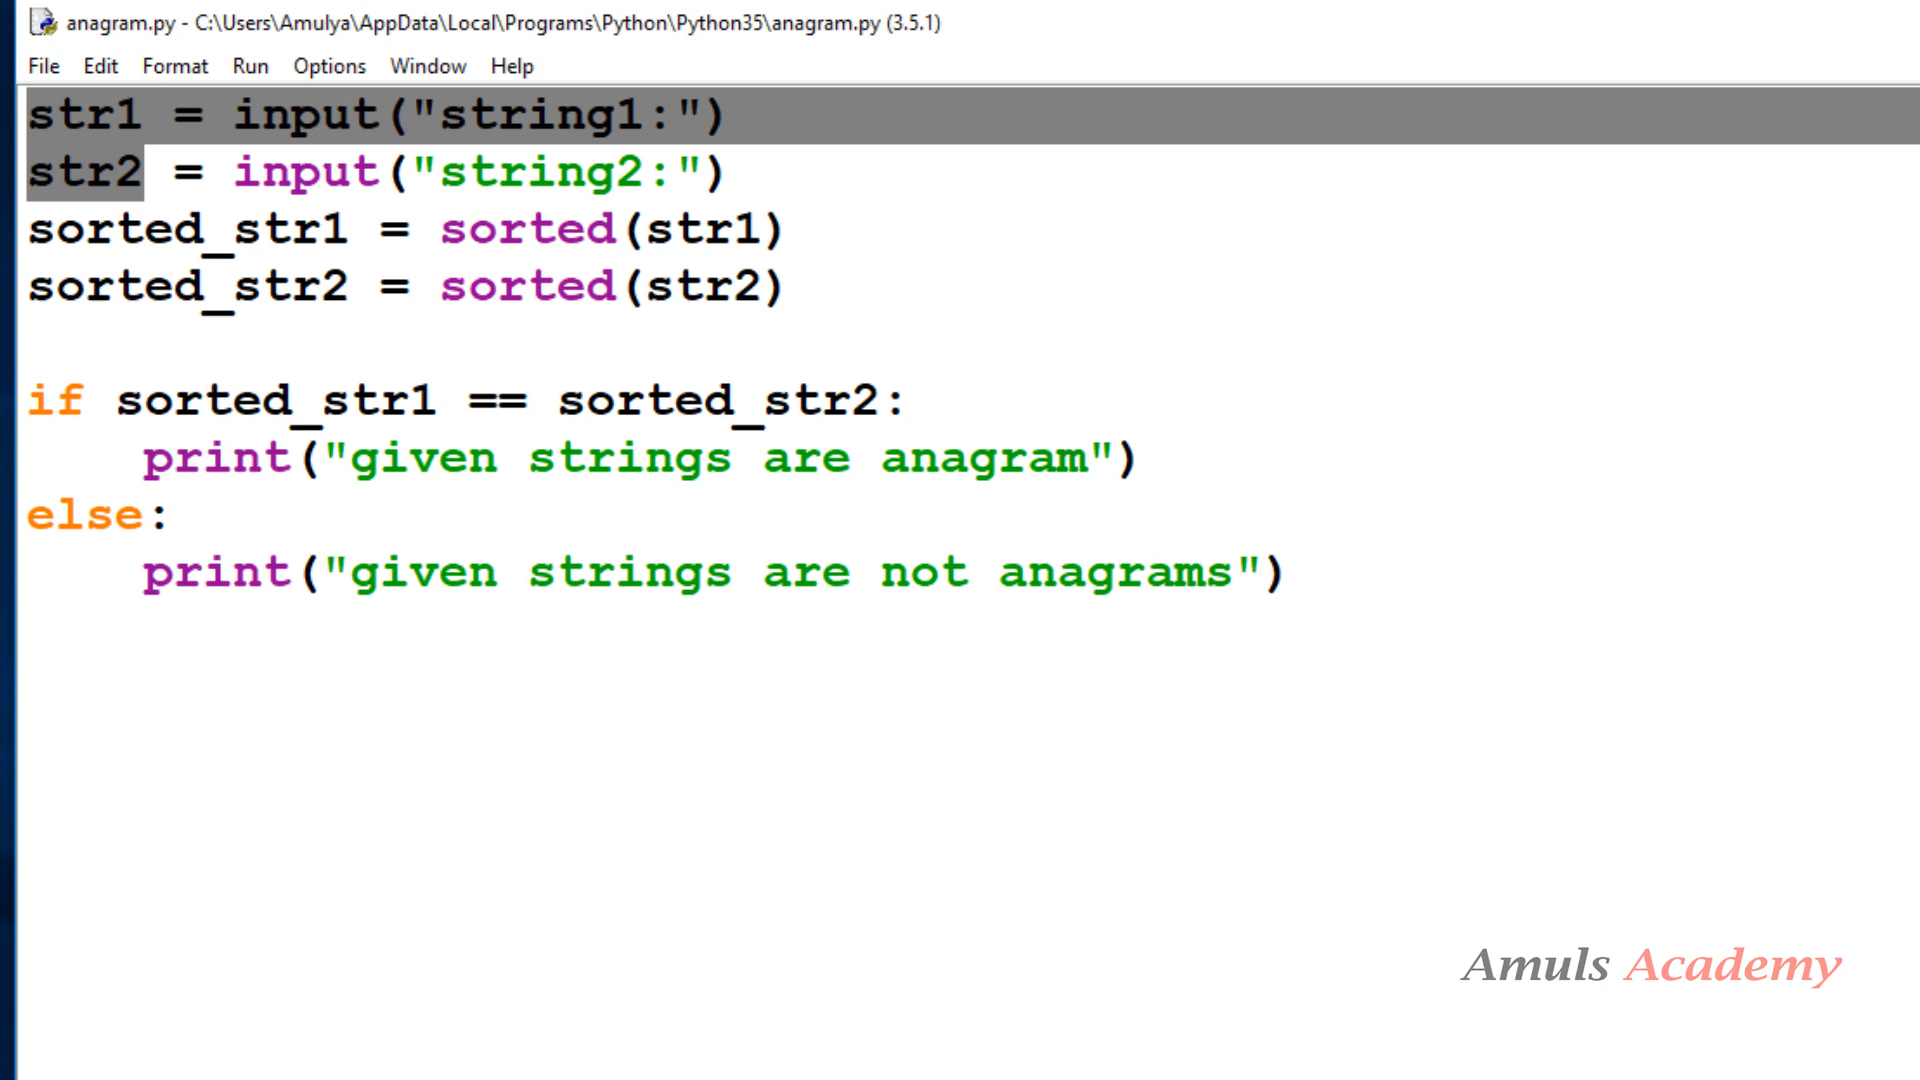 anagram.py - C:\Users\Amulya\AppData\Local\Programs\Python\Python35\anagram.py (3.5.1)
File Edit Format Run Options Window Help
str1 = input("string1:")
str2 = input("string2:")
sorted_str1 = sorted(str1)
sorted_str2 = sorted(str2)

if sorted_str1 == sorted_str2:
    print("given strings are anagram")
else:
    print("given strings are not anagrams")
Amuls Academy